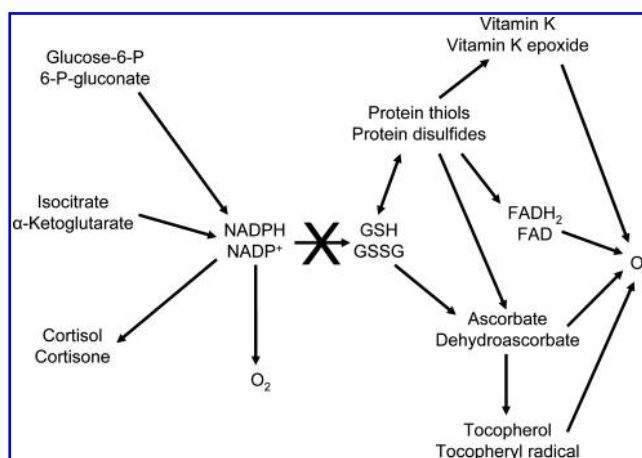 Vitamin K
Vitamin K epoxide
Glucose-6-P
6-P-gluconate
Protein thiols
Protein disulfides
Isocitrate
α-Ketoglutarate
NADPH
NADP⁺
GSH
GSSG
FADH₂
FAD
O
Cortisol
Cortisone
O₂
Ascorbate
Dehydroascorbate
Tocopherol
Tocopheryl radical